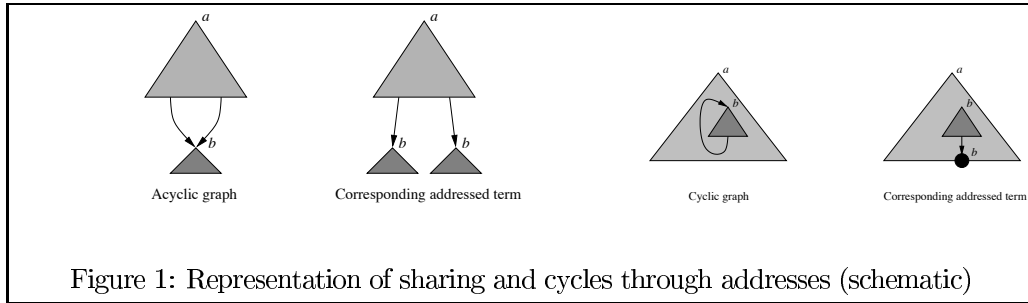 a
a
b
b
b
Acyclic graph
Corresponding addressed term
a
b
a
b
b
Cyclic graph
Corresponding addressed term
Figure 1: Representation of sharing and cycles through addresses (schematic)